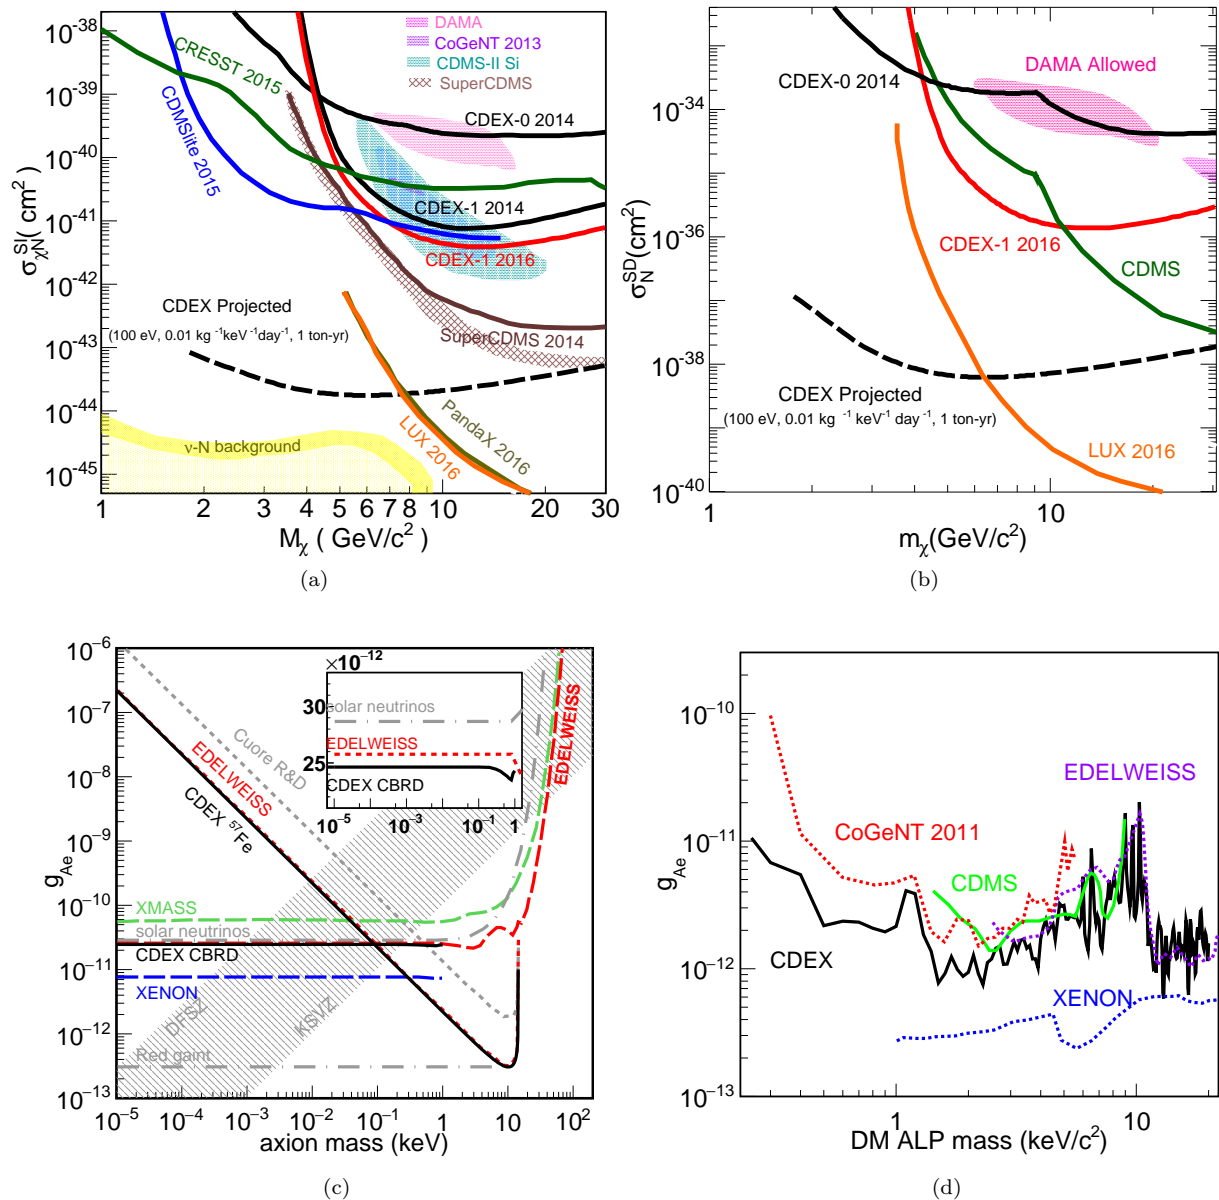 DAMA
CoGeNT 2013
CDMS-II Si
SuperCDMS
CRESST 2015
CDMSlite 2015
CDEX-0 2014
CDEX-1 2014
CDEX-1 2016
CDEX Projected
(100 eV, 0.01 kg⁻¹keV⁻¹day⁻¹, 1 ton-yr)
SuperCDMS 2014
PandaX 2016
LUX 2016
ν-N background
σ_χN^SI( cm²)
10⁻³⁸
10⁻³⁹
10⁻⁴⁰
10⁻⁴¹
10⁻⁴²
10⁻⁴³
10⁻⁴⁴
10⁻⁴⁵
1 2 3 4 5 6 7 8 10 20 30
M_χ ( GeV/c² )
(a)
DAMA Allowed
CDEX-0 2014
CDEX-1 2016
CDMS
CDEX Projected
(100 eV, 0.01 kg⁻¹ keV⁻¹ day⁻¹, 1 ton-yr)
LUX 2016
σ_N^SD(cm²)
10⁻³⁴
10⁻³⁶
10⁻³⁸
10⁻⁴⁰
1 10
m_χ(GeV/c²)
(b)
×10⁻¹²
30
25
solar neutrinos
EDELWEISS
CDEX CBRD
10⁻⁵ 10⁻³ 10⁻¹ 1
Cuore R&D
EDELWEISS
CDEX ⁵⁷Fe
EDELWEISS
XMASS
solar neutrinos
CDEX CBRD
XENON
DFSZ
KSVZ
Red gaint
g_Ae
10⁻⁶
10⁻⁷
10⁻⁸
10⁻⁹
10⁻¹⁰
10⁻¹¹
10⁻¹²
10⁻¹³
10⁻⁵ 10⁻⁴ 10⁻³ 10⁻² 10⁻¹ 1 10 10²
axion mass (keV)
(c)
EDELWEISS
CoGeNT 2011
CDMS
CDEX
XENON
g_Ae
10⁻¹⁰
10⁻¹¹
10⁻¹²
10⁻¹³
1 10
DM ALP mass (keV/c²)
(d)